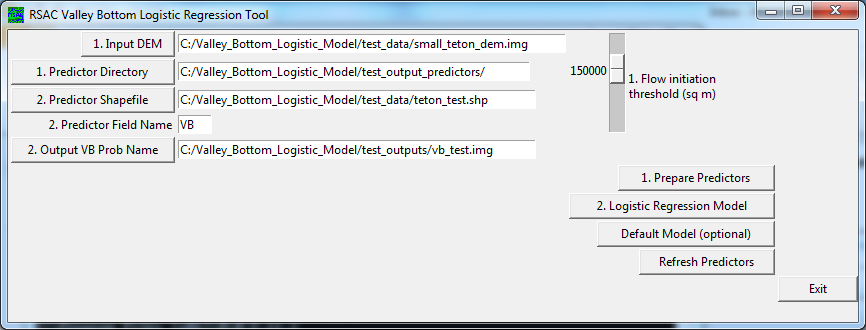 RSAC Valley Bottom Logistic Regression Tool
1. Input DEM
C:/Valley_Bottom_Logistic_Model/test_data/small_teton_dem.img
1. Predictor Directory
C:/Valley_Bottom_Logistic_Model/test_output_predictors/
2. Predictor Shapefile
C:/Valley_Bottom_Logistic_Model/test_data/teton_test.shp
2. Predictor Field Name
VB
2. Output VB Prob Name
C:/Valley_Bottom_Logistic_Model/test_outputs/vb_test.img
150000
1. Flow initiation
threshold (sq m)
1. Prepare Predictors
2. Logistic Regression Model
Default Model (optional)
Refresh Predictors
Exit